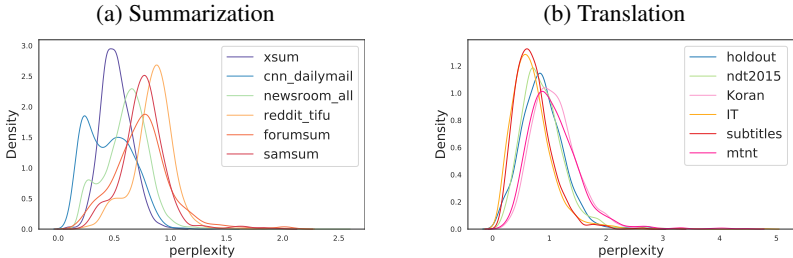 (a) Summarization
3.0
2.5
2.0
1.5
1.0
0.5
0.0
Density
0.0 0.5 1.0 1.5 2.0 2.5
perplexity
xsum
cnn_dailymail
newsroom_all
reddit_tifu
forumsum
samsum
(b) Translation
1.2
1.0
0.8
0.6
0.4
0.2
0.0
Density
0 1 2 3 4 5
perplexity
holdout
ndt2015
Koran
IT
subtitles
mtnt